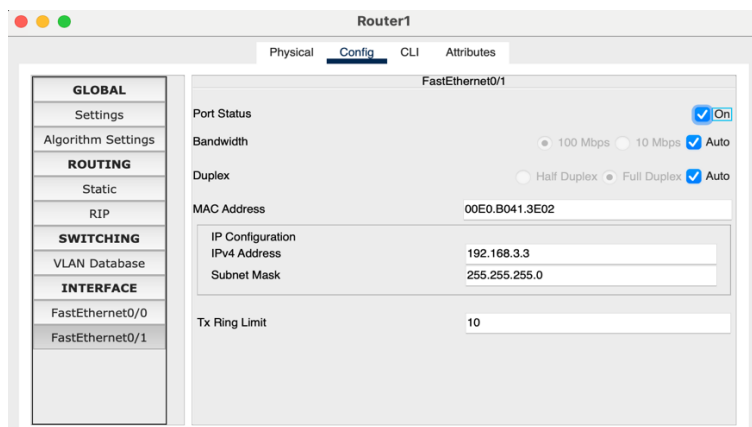 Router1
Physical Config CLI Attributes
GLOBAL
Settings
Algorithm Settings
ROUTING
Static
RIP
SWITCHING
VLAN Database
INTERFACE
FastEthernet0/0
FastEthernet0/1
FastEthernet0/1
Port Status On
Bandwidth 100 Mbps 10 Mbps Auto
Duplex Half Duplex Full Duplex Auto
MAC Address 00E0.B041.3E02
IP Configuration
IPv4 Address 192.168.3.3
Subnet Mask 255.255.255.0
Tx Ring Limit 10